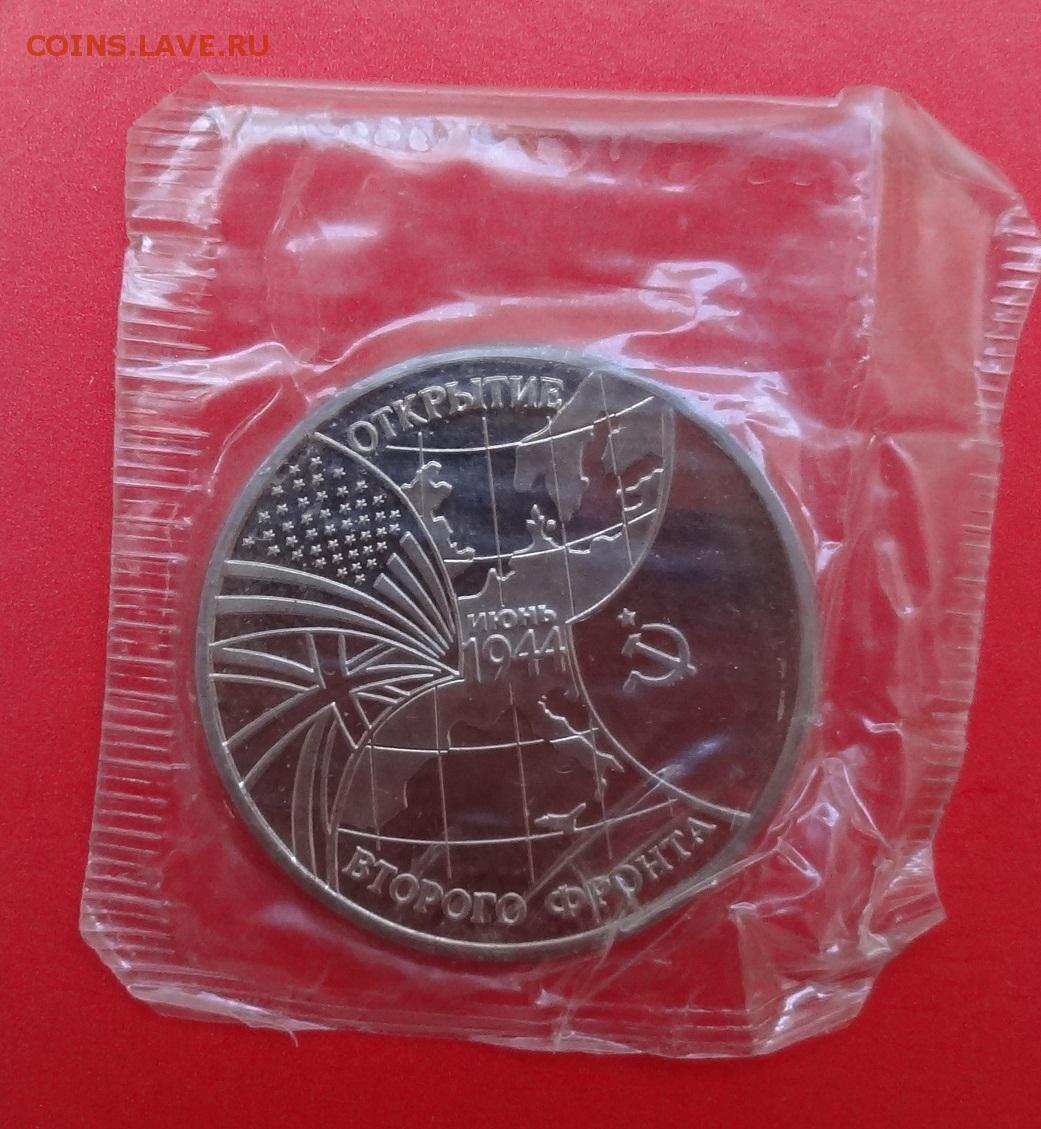 COINS.LAVE.RU
ОТКРЫТИЕ
ИЮНЬ
1944
ВТОРОГО ФРОНТА